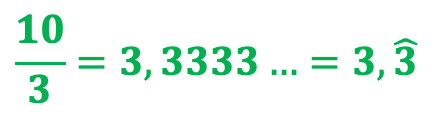 10/3 = 3,3333 ... = 3,3̂